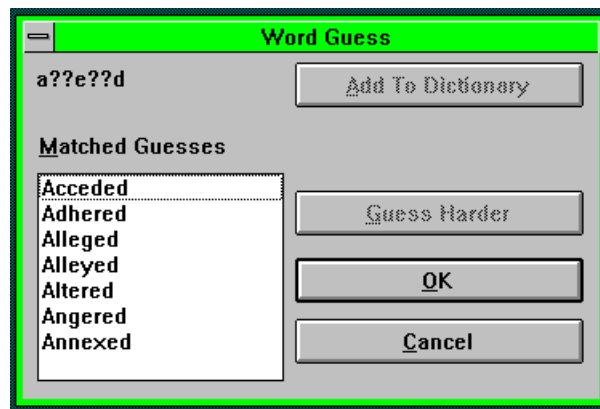 Word Guess
a??e??d
Add To Dictionary
Matched Guesses
Acceded
Adhered
Alleged
Alleyed
Altered
Angered
Annexed
Guess Harder
OK
Cancel